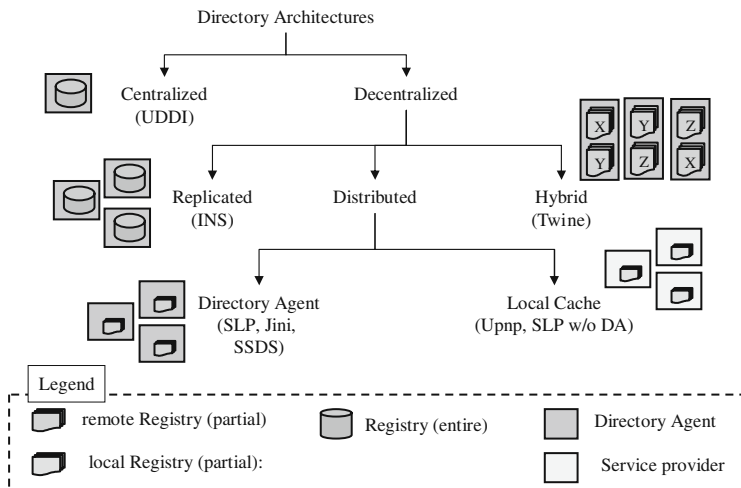 Directory Architectures
Centralized
(UDDI)
Decentralized
X Y Z
Y Z X
Replicated
(INS)
Distributed
Hybrid
(Twine)
Directory Agent
(SLP, Jini,
SSDS)
Local Cache
(Upnp, SLP w/o DA)
Legend
remote Registry (partial)
Registry (entire)
Directory Agent
local Registry (partial):
Service provider